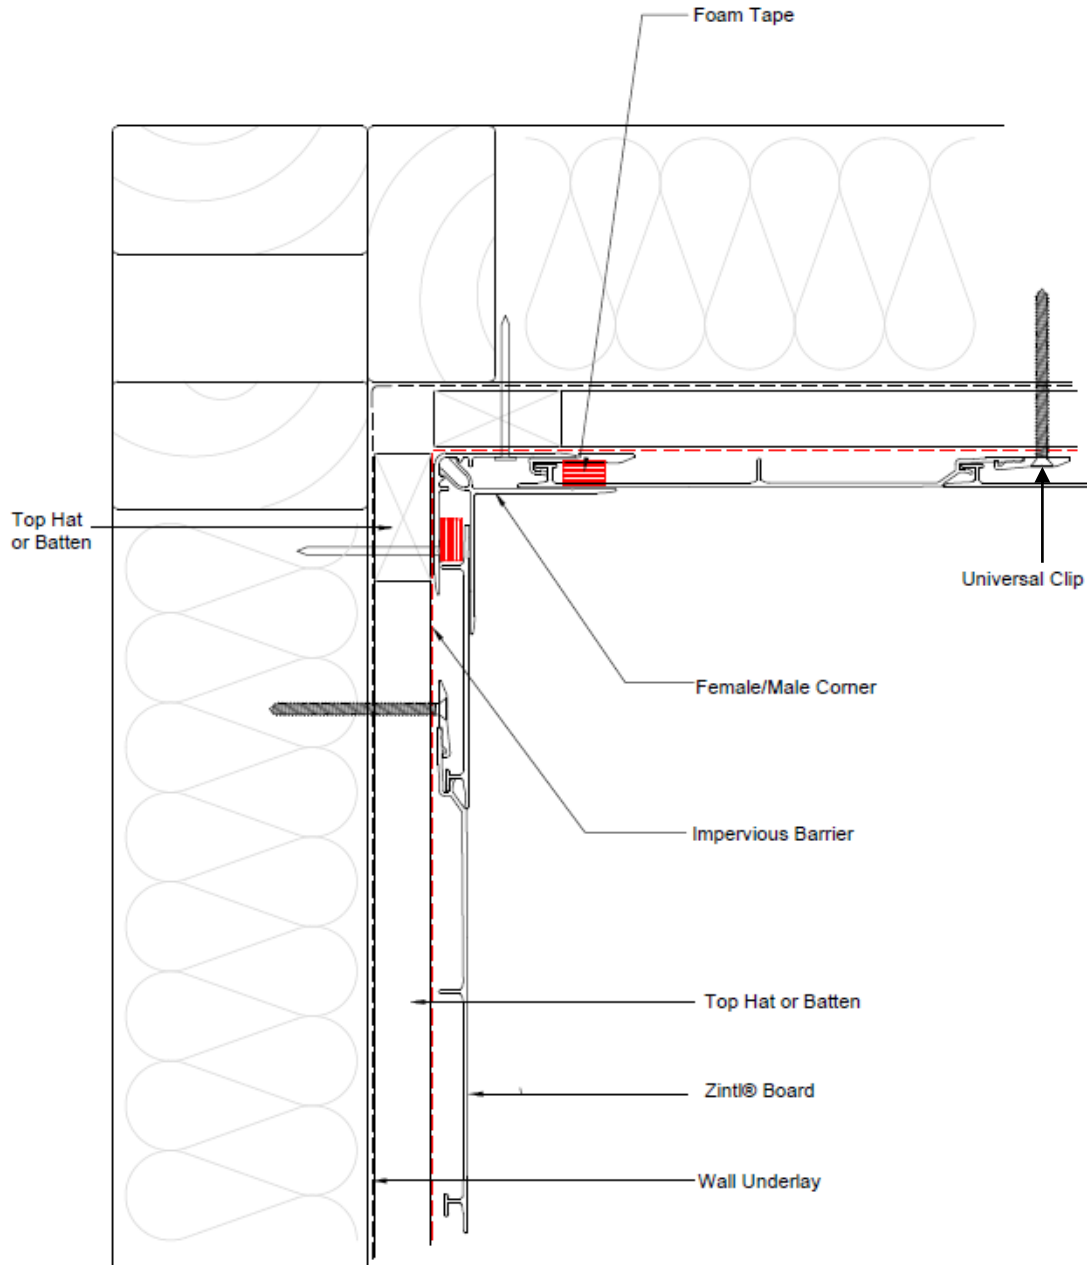 Foam Tape
Top Hat
or Batten
Universal Clip
Female/Male Corner
Impervious Barrier
Top Hat or Batten
Zintl® Board
Wall Underlay